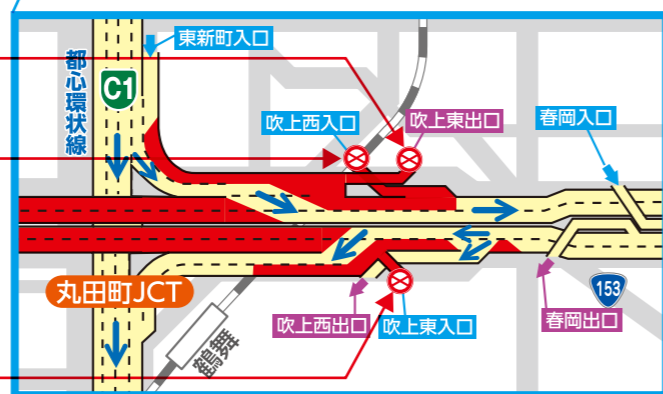 東新町入口
都心環状線
C1
吹上西入口
吹上東出口
春岡入口
丸田町JCT
吹上西出口
吹上東入口
春岡出口
153
鶴舞